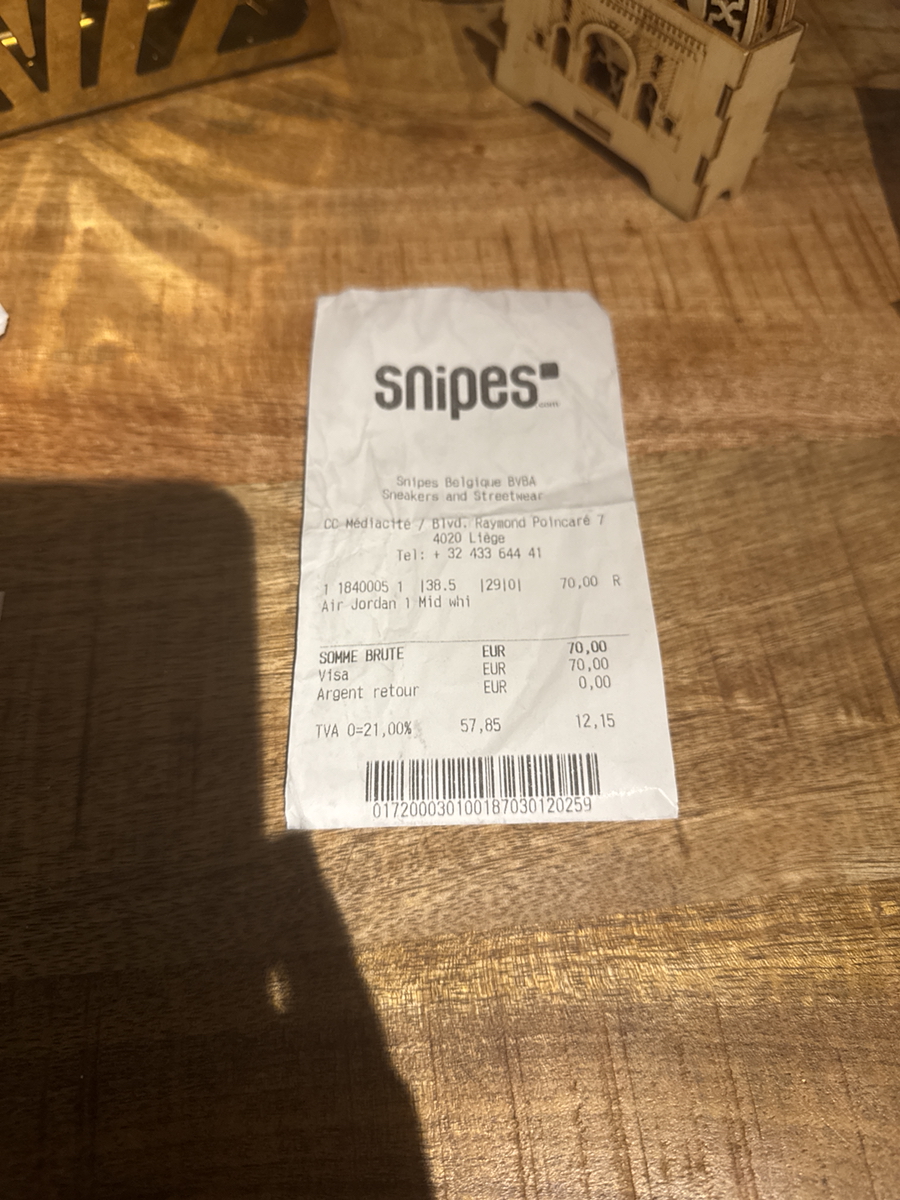 snipes
.com
Snipes Belgique BVBA
Sneakers and Streetwear
CC Médiacité / Blvd. Raymond Poincaré 7
4020 Liège
Tel: + 32 433 644 41
1 1840005 1 |38.5 |29|0| 70,00 R
Air Jordan 1 Mid whi
SOMME BRUTE EUR 70,00
Visa EUR 70,00
Argent retour EUR 0,00
TVA 0=21,00% 57,85 12,15
017200030100187030120259